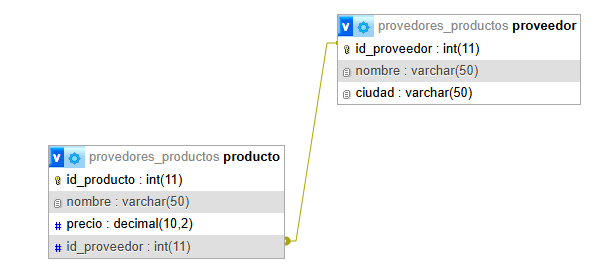 provedores_productos proveedor
id_proveedor : int(11)
nombre : varchar(50)
ciudad : varchar(50)
provedores_productos producto
id_producto : int(11)
nombre : varchar(50)
# precio : decimal(10,2)
# id_proveedor : int(11)